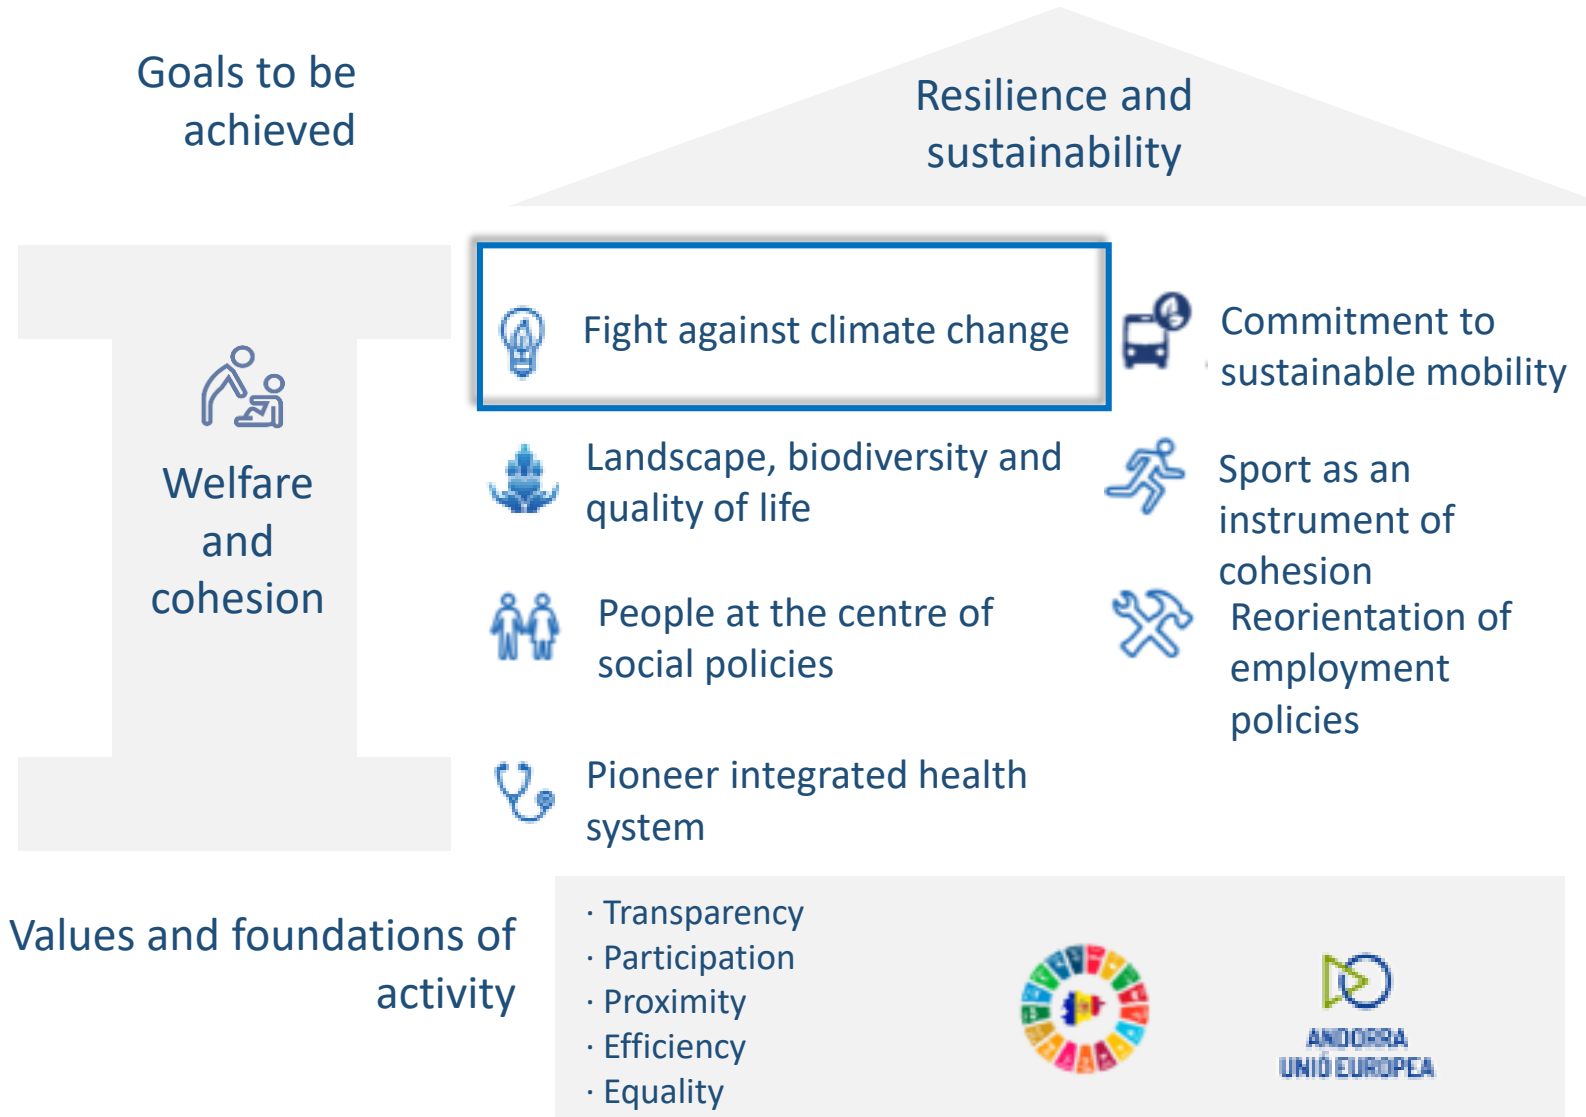 Goals to be
achieved
Resilience and
sustainability
Welfare
and
cohesion
Fight against climate change
Commitment to
sustainable mobility
Landscape, biodiversity and
quality of life
Sport as an
instrument of
cohesion
People at the centre of
social policies
Reorientation of
employment
policies
Pioneer integrated health
system
Values and foundations of
activity
· Transparency
· Participation
· Proximity
· Efficiency
· Equality
ANDORRA
UNIÓ EUROPEA